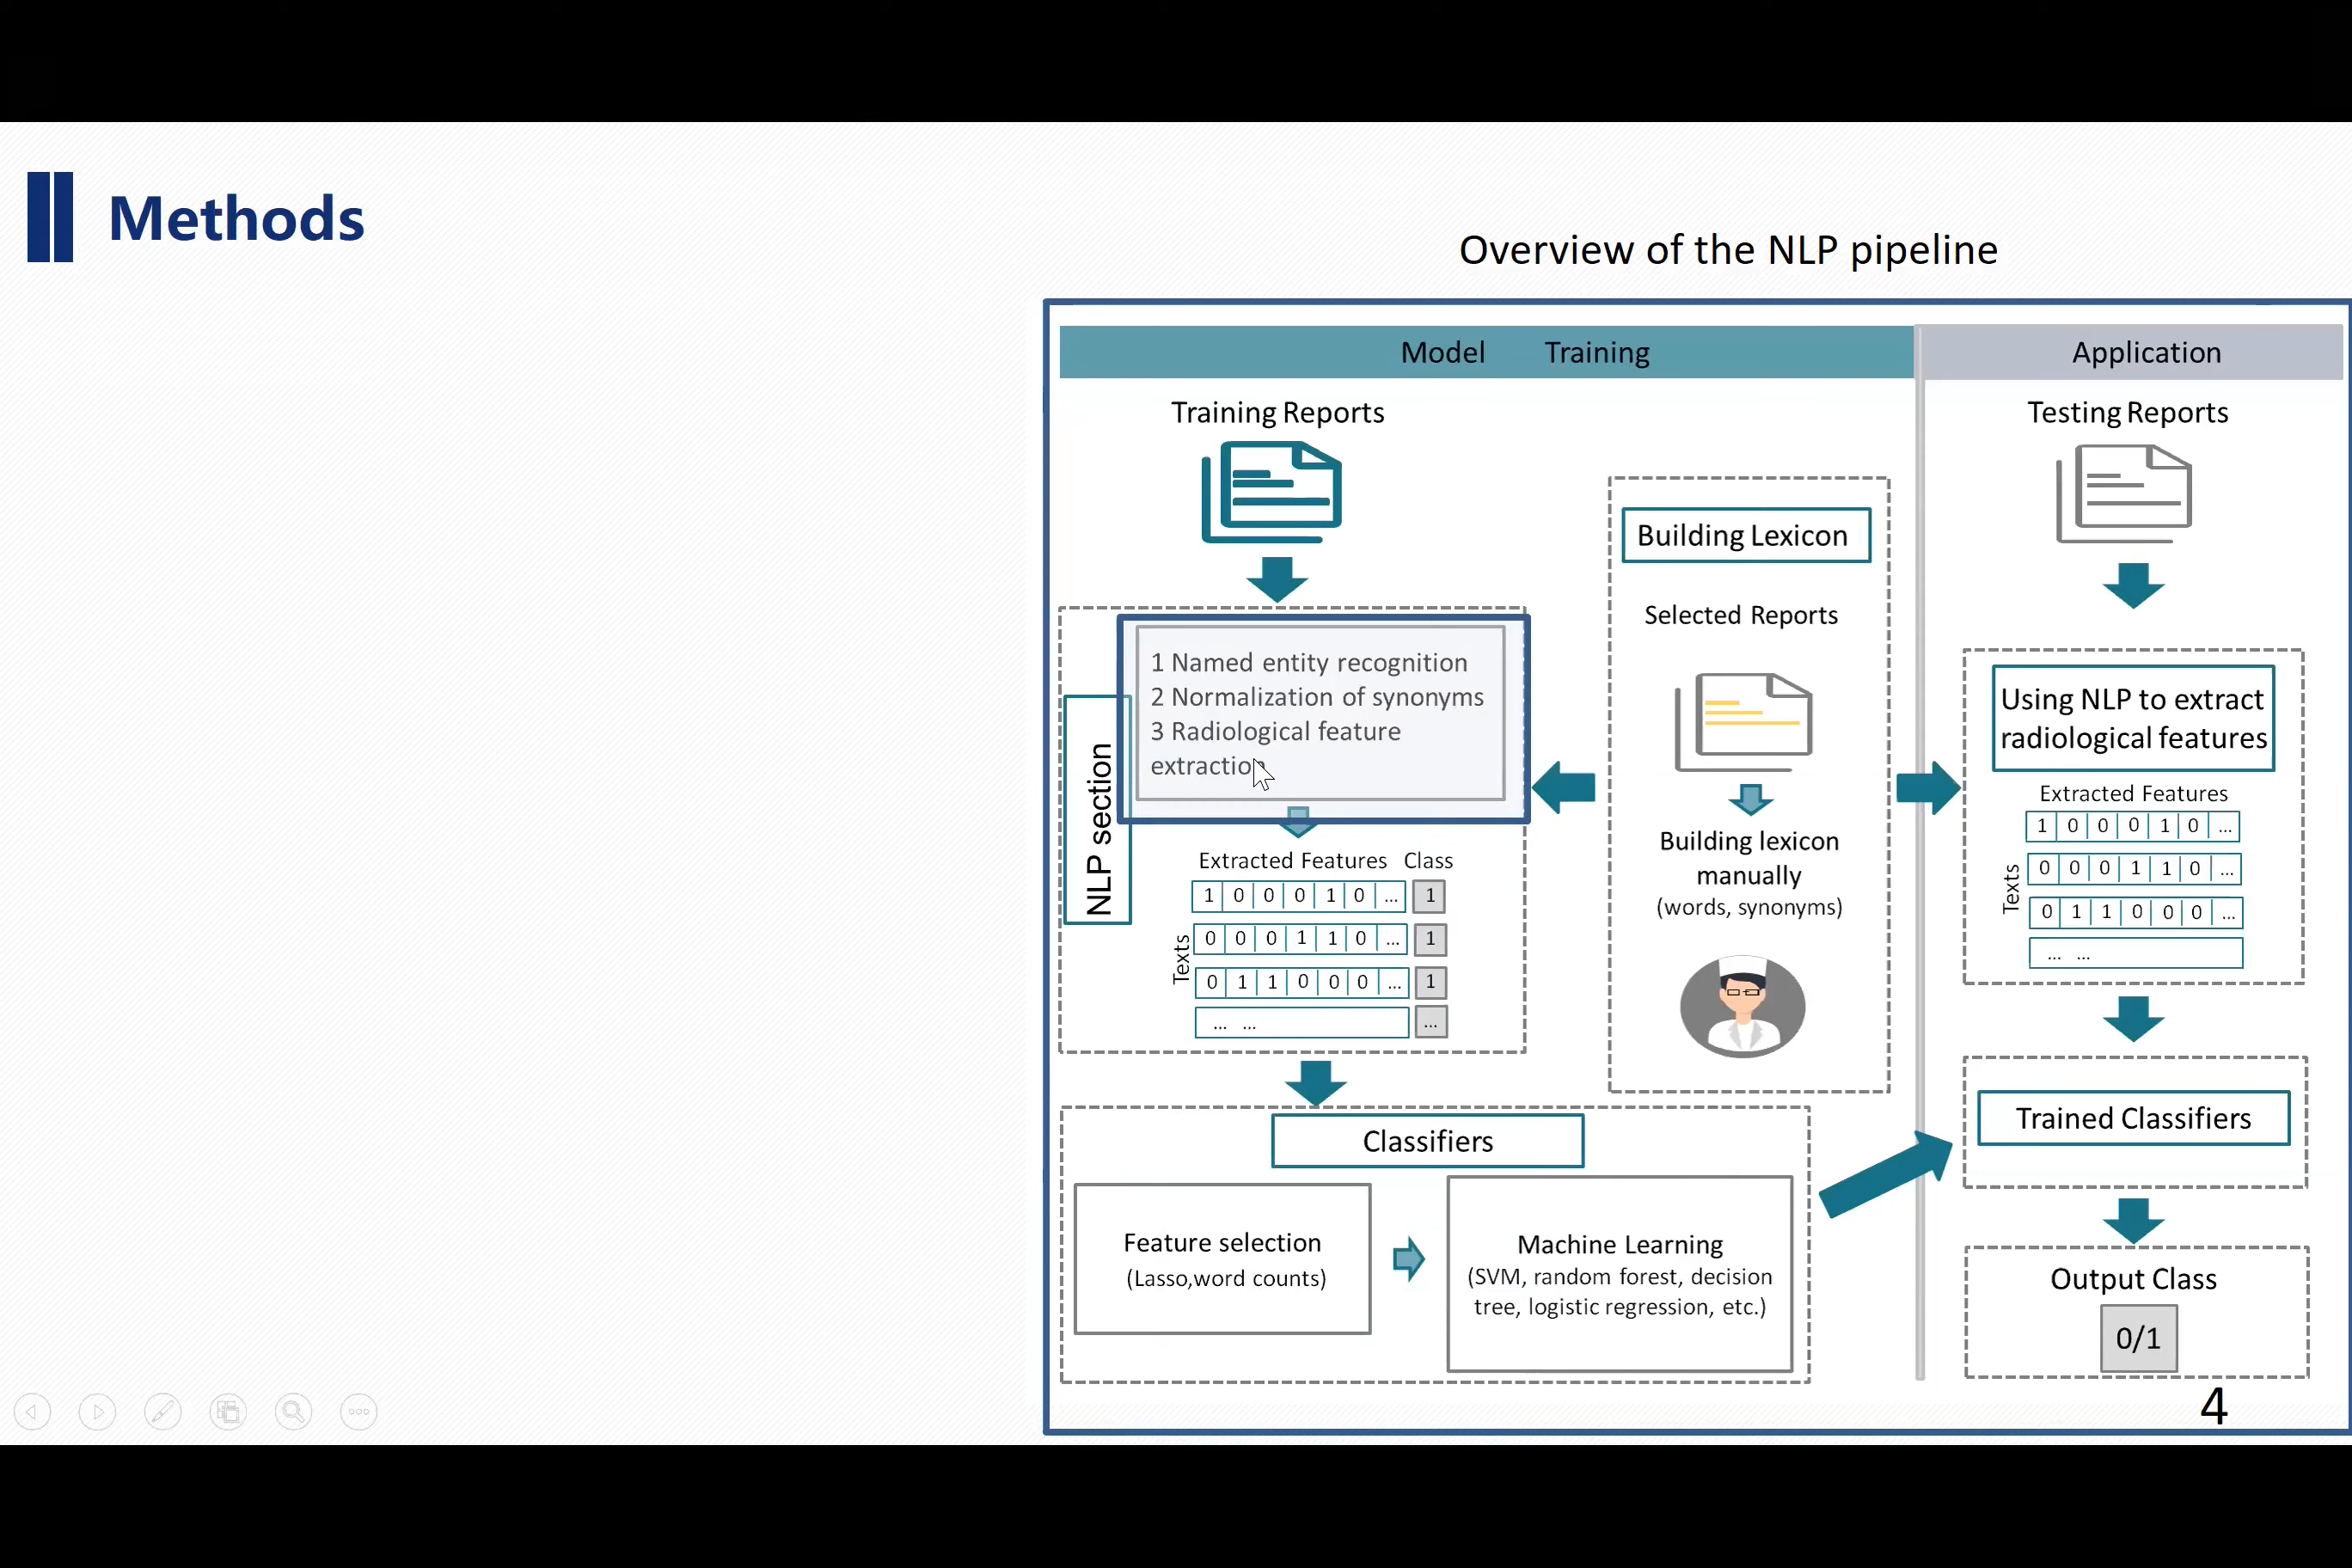 Methods
Overview of the NLP pipeline
Model Training
Application
Training Reports
Testing Reports
Building Lexicon
Selected Reports
Building lexicon
manually
(words, synonyms)
NLP section
1 Named entity recognition
2 Normalization of synonyms
3 Radiological feature
extraction
Extracted Features Class
Texts
1 0 0 0 1 0 ... 1
0 0 0 1 1 0 ... 1
0 1 1 0 0 0 ... 1
... ... ...
Using NLP to extract
radiological features
Extracted Features
Texts
1 0 0 0 1 0 ...
0 0 0 1 1 0 ...
0 1 1 0 0 0 ...
... ...
Classifiers
Feature selection
(Lasso,word counts)
Machine Learning
(SVM, random forest, decision
tree, logistic regression, etc.)
Trained Classifiers
Output Class
0/1
4